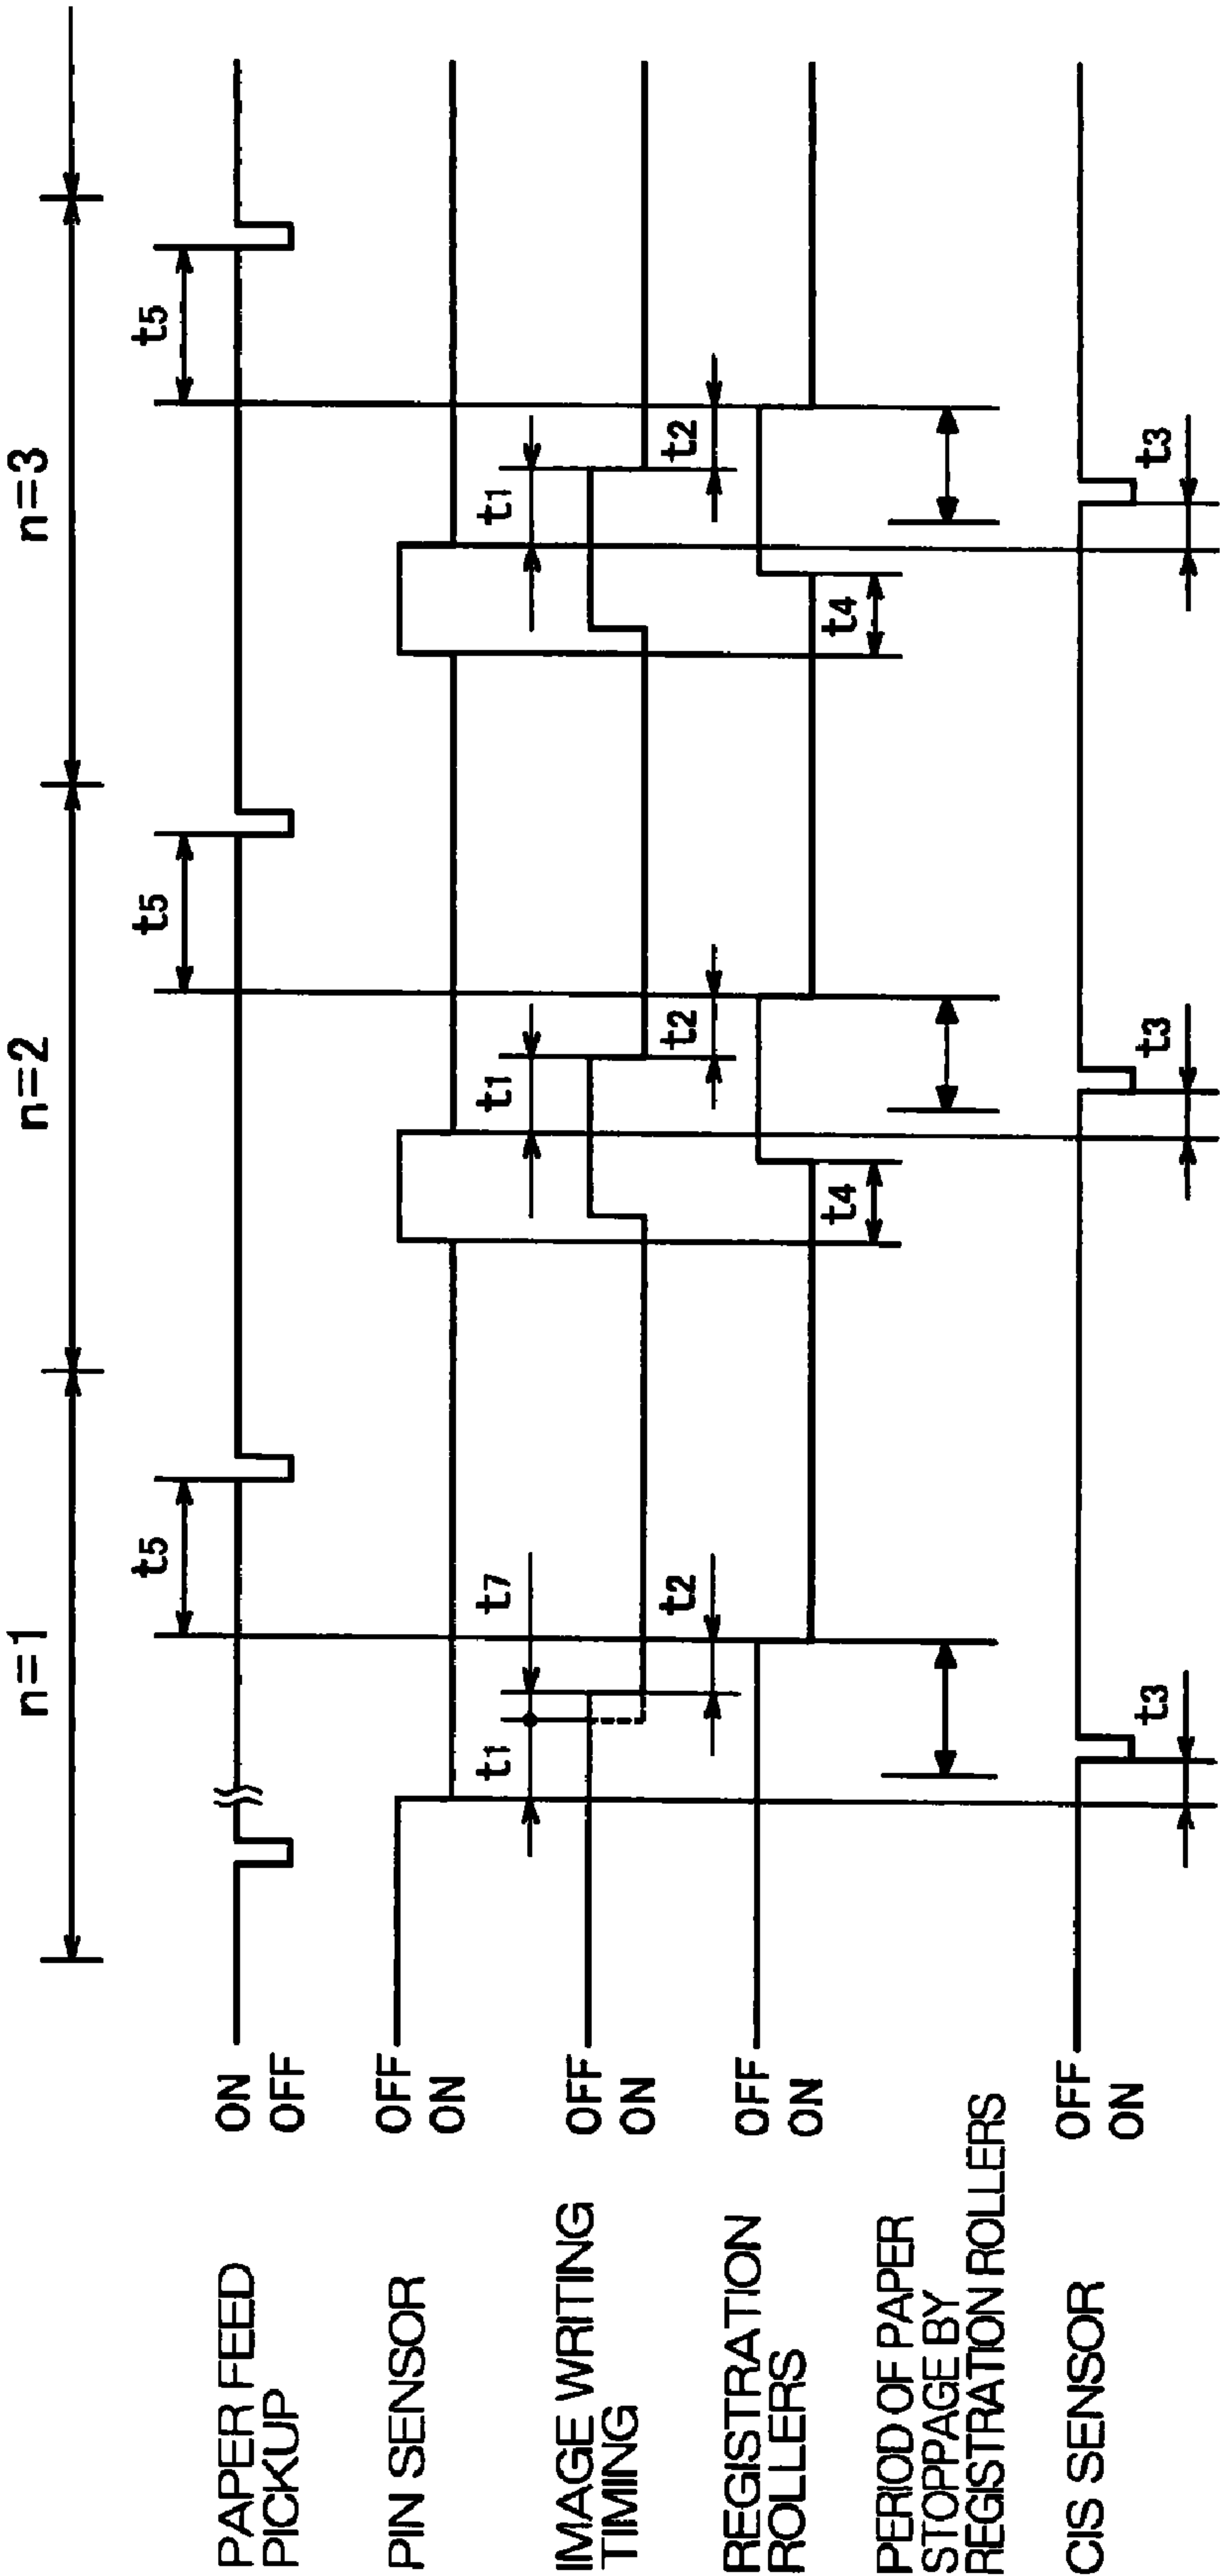 n=1
n=2
n=3
PAPER FEED
PICKUP
ON
OFF
t5
t5
t5
PIN SENSOR
OFF
ON
IMAGE WRITING
TIMING
OFF
ON
t1
t7
t1
t1
REGISTRATION
ROLLERS
OFF
ON
t2
t4
t2
t4
t2
PERIOD OF PAPER
STOPPAGE BY
REGISTRATION ROLLERS
CIS SENSOR
OFF
ON
t3
t3
t3